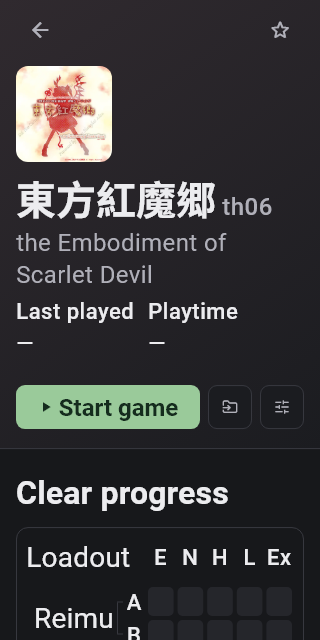 東方紅魔郷 th06
the Embodiment of
Scarlet Devil
Last played Playtime
— —
Start game
Clear progress
Loadout E N H L Ex
Reimu A
B